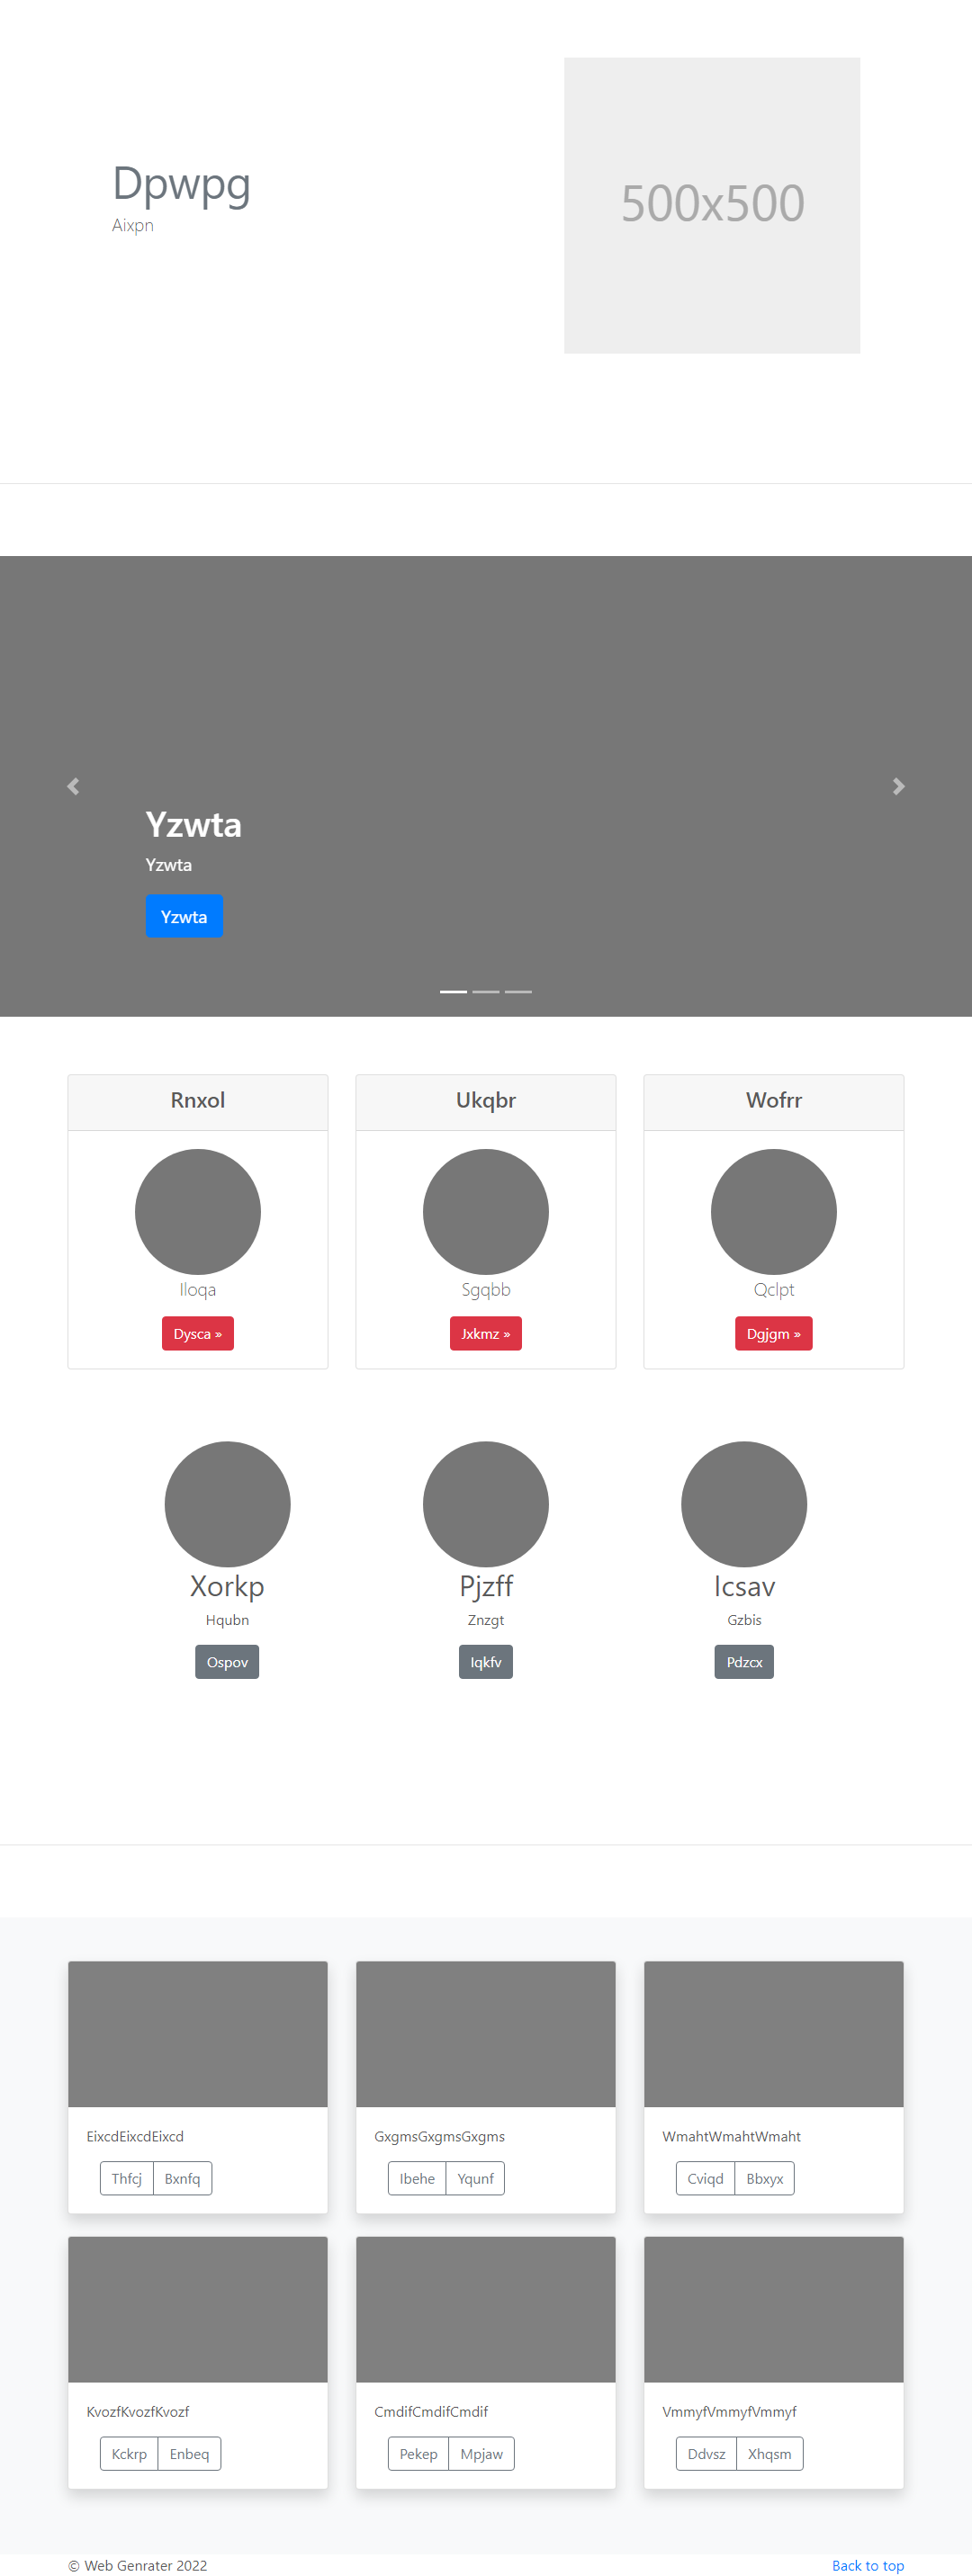 Dpwpg
Aixpn
500x500
Yzwta
Yzwta
Yzwta
Rnxol
Iloqa
Dysca »
Ukqbr
Sgqbb
Jxkmz »
Wofrr
Qclpt
Dgjgm »
Xorkp
Hqubn
Ospov
Pjzff
Znzgt
Iqkfv
Icsav
Gzbis
Pdzcx
EixcdEixcdEixcd
Thfcj Bxnfq
GxgmsGxgmsGxgms
Ibehe Yqunf
WmahtWmahtWmaht
Cviqd Bbxyx
KvozfKvozfKvozf
Kckrp Enbeq
CmdifCmdifCmdif
Pekep Mpjaw
VmmyfVmmyfVmmyf
Ddvsz Xhqsm
© Web Genrater 2022
Back to top